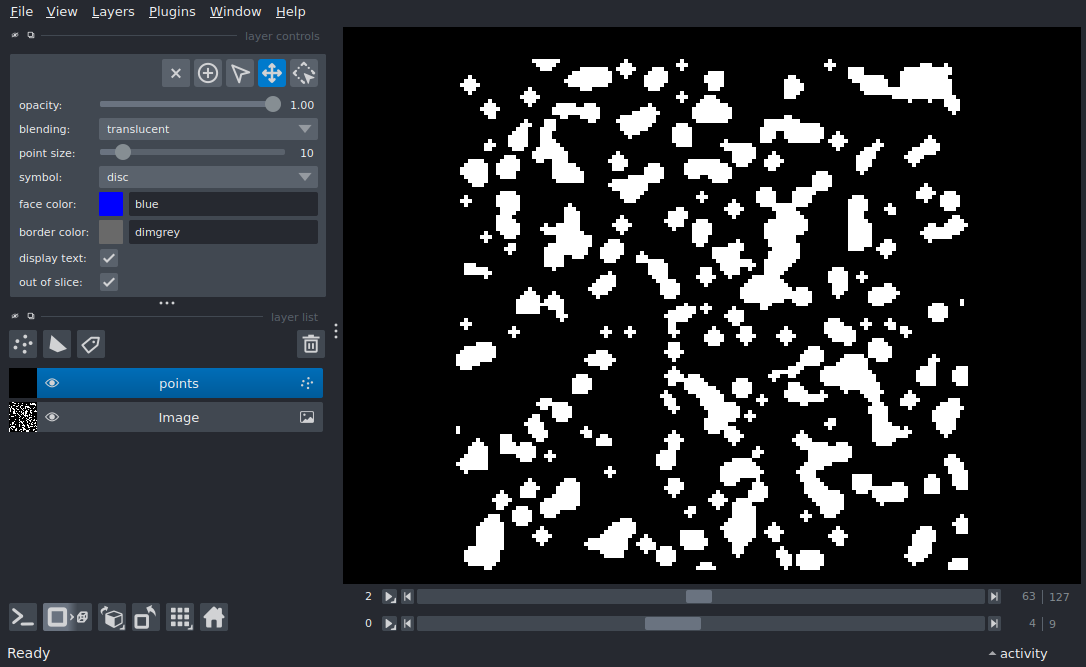 File View Layers Plugins Window Help
layer controls
opacity: 1.00
blending: translucent
point size: 10
symbol: disc
face color: blue
border color: dimgrey
display text:
out of slice:
layer list
points
Image
2 63 | 127
0 4 | 9
Ready activity